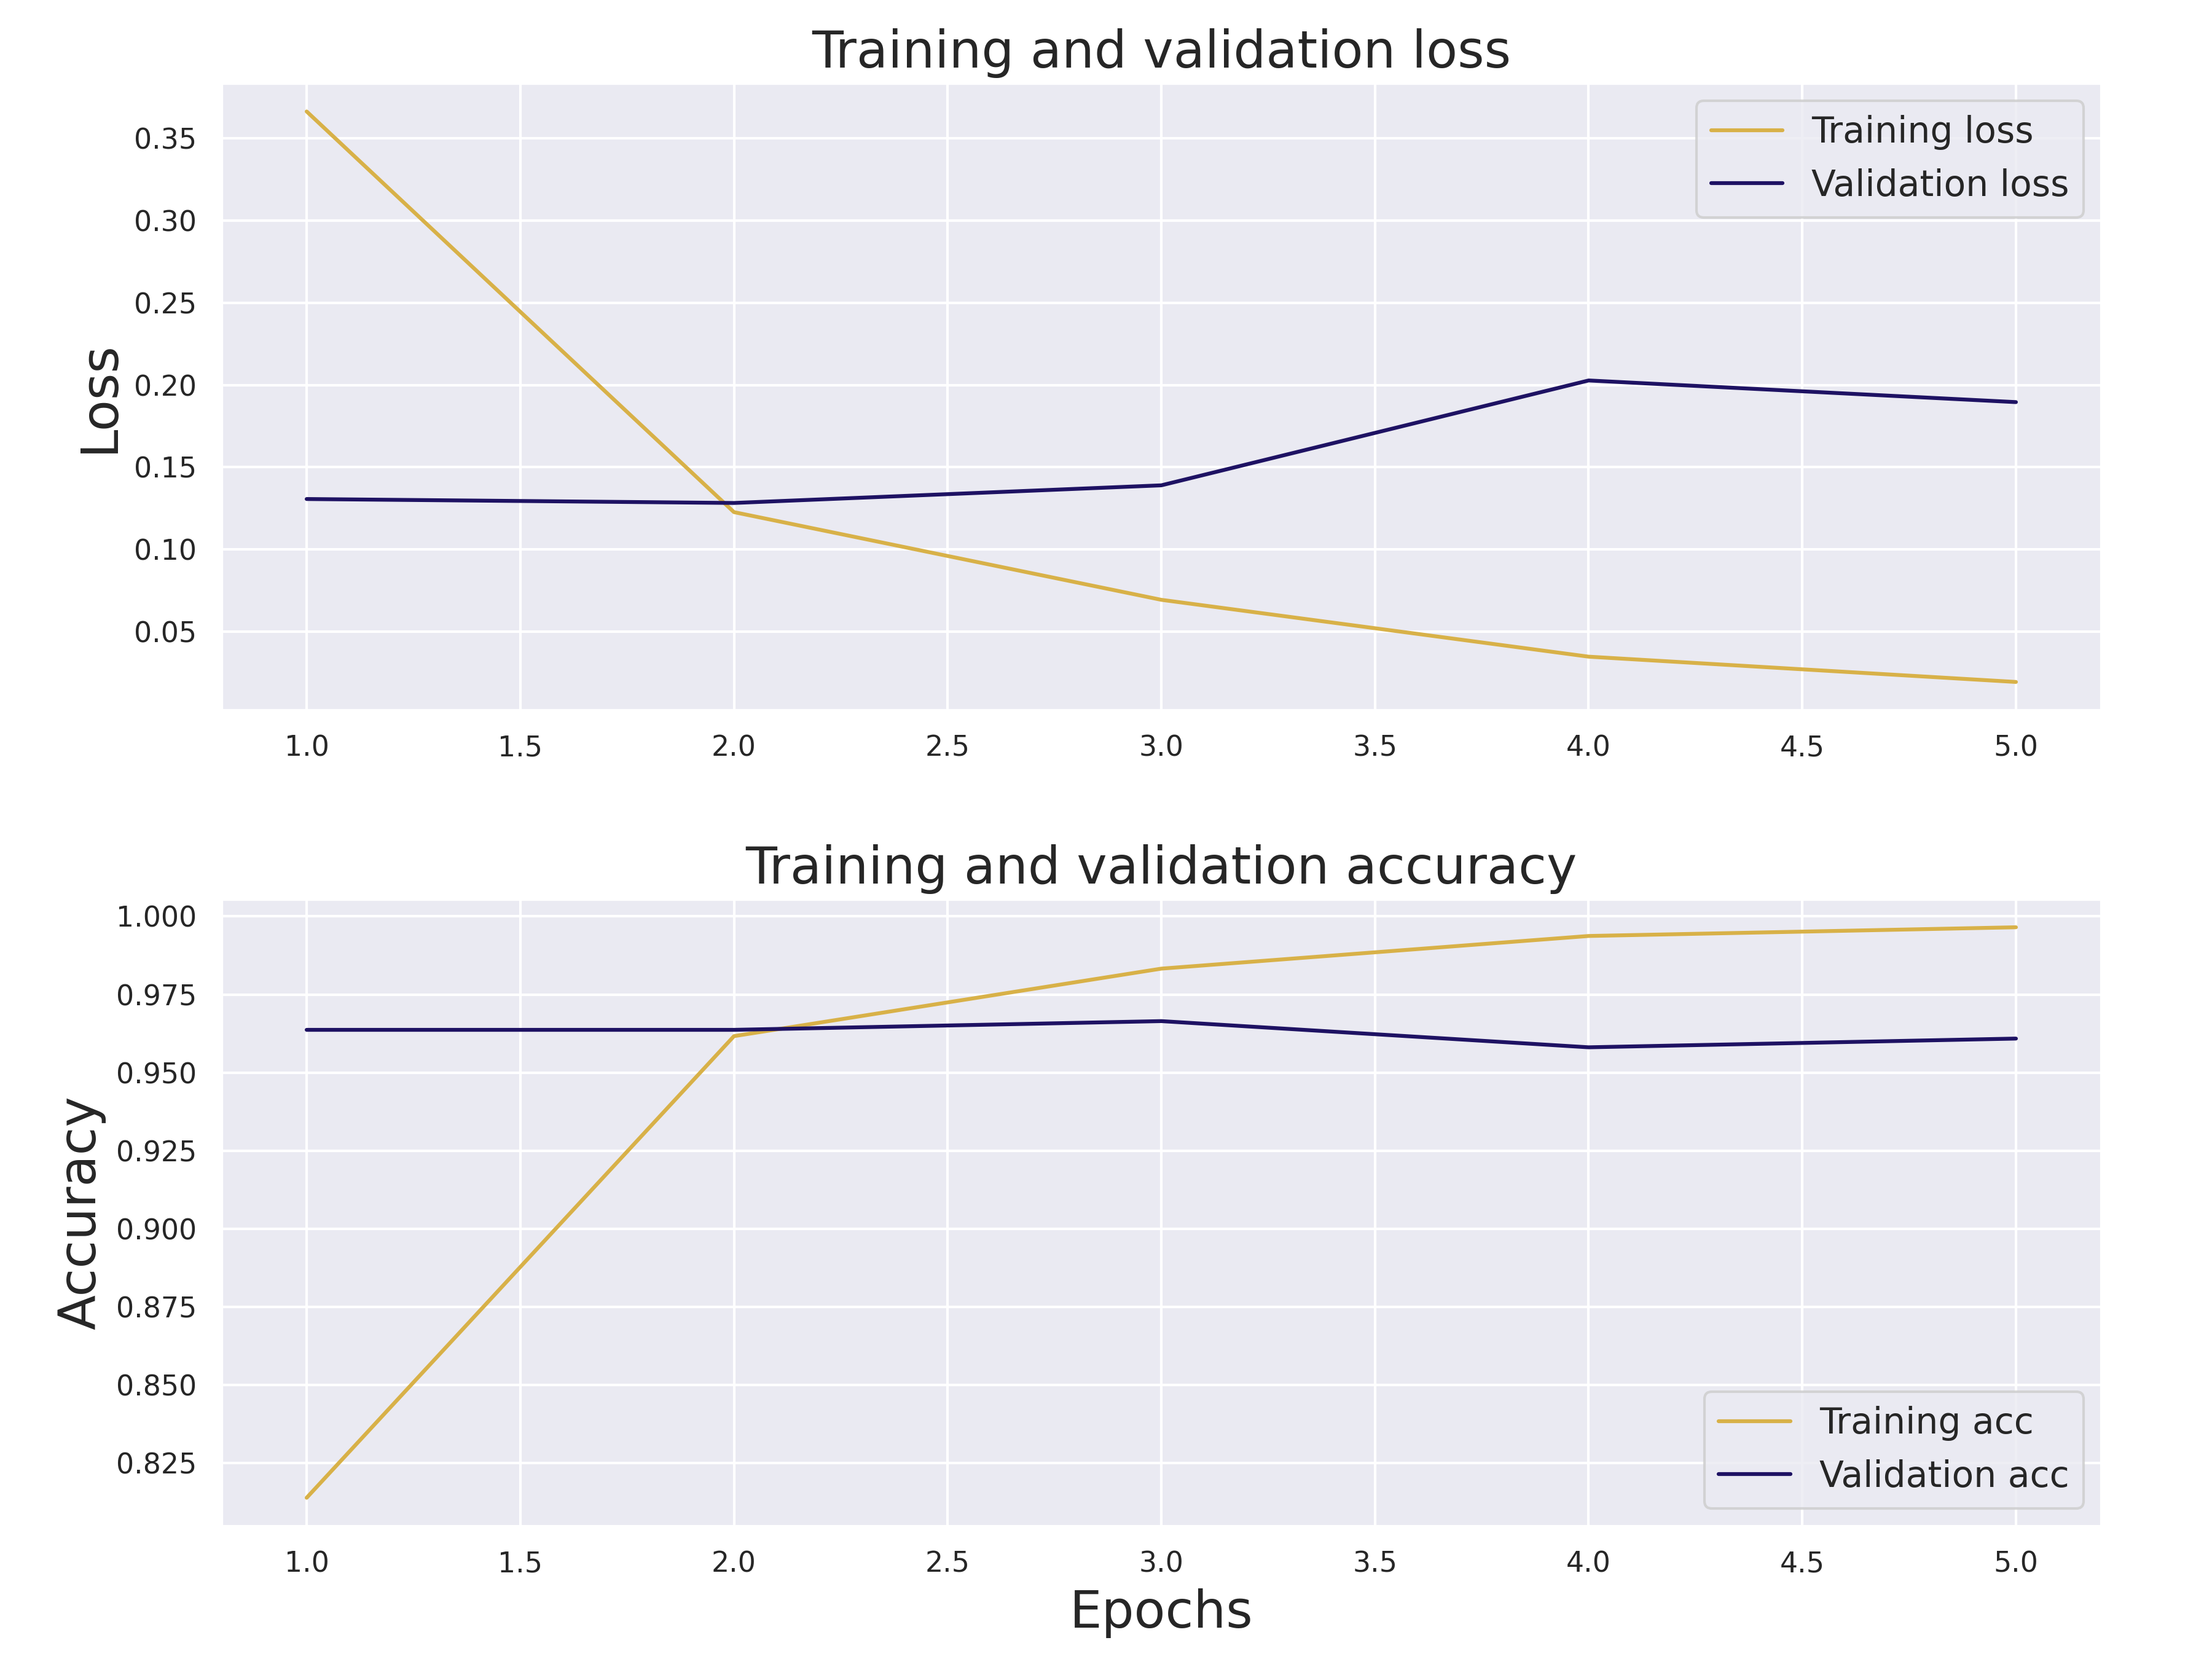 Training and validation loss
0.35
0.30
0.25
0.20
0.15
0.10
0.05
Loss
Training loss
Validation loss
1.0 1.5 2.0 2.5 3.0 3.5 4.0 4.5 5.0
Training and validation accuracy
1.000
0.975
0.950
0.925
0.900
0.875
0.850
0.825
Accuracy
Training acc
Validation acc
1.0 1.5 2.0 2.5 3.0 3.5 4.0 4.5 5.0
Epochs